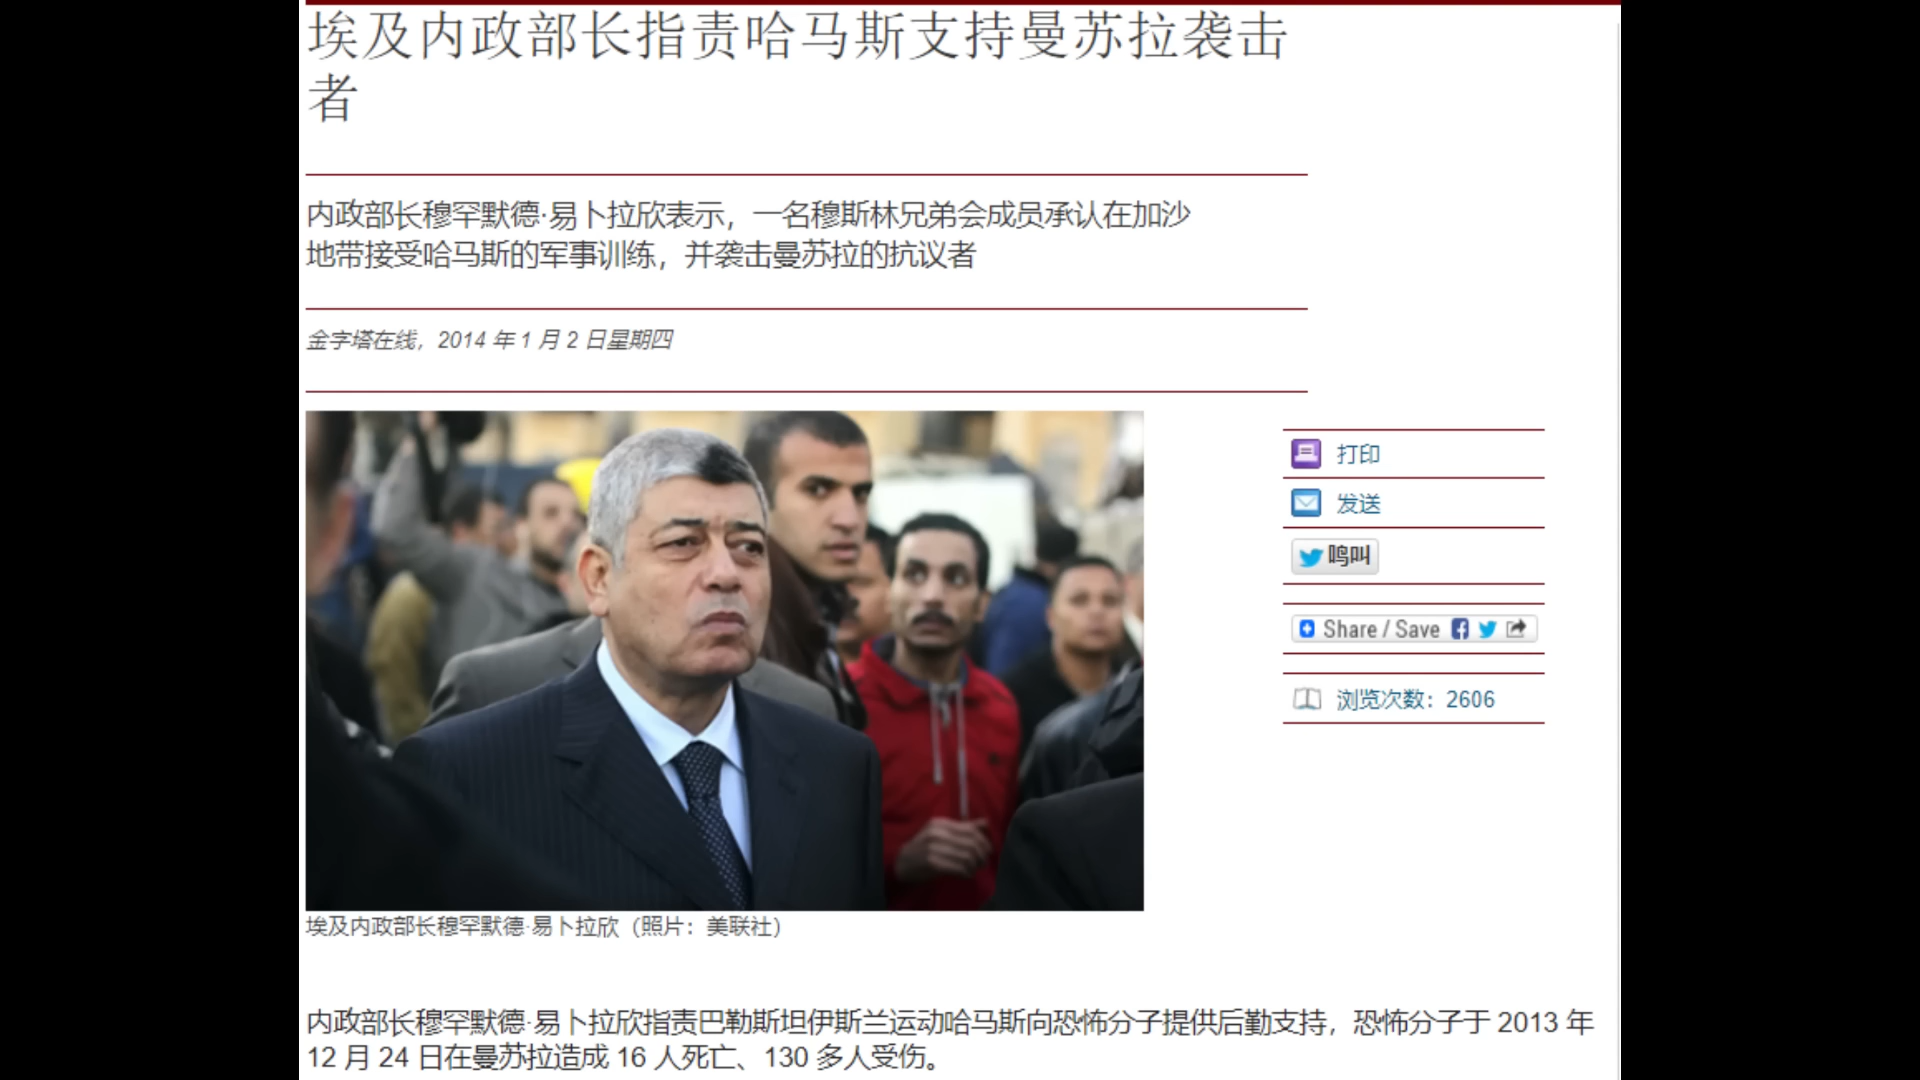 埃及内政部长指责哈马斯支持曼苏拉袭击
者
内政部长穆罕默德·易卜拉欣表示，一名穆斯林兄弟会成员承认在加沙
地带接受哈马斯的军事训练，并袭击曼苏拉的抗议者
金字塔在线，2014 年 1 月 2 日星期四
打印
发送
鸣叫
Share / Save
浏览次数：2606
埃及内政部长穆罕默德·易卜拉欣（照片：美联社）
内政部长穆罕默德·易卜拉欣指责巴勒斯坦伊斯兰运动哈马斯向恐怖分子提供后勤支持，恐怖分子于 2013 年
12 月 24 日在曼苏拉造成 16 人死亡、130 多人受伤。